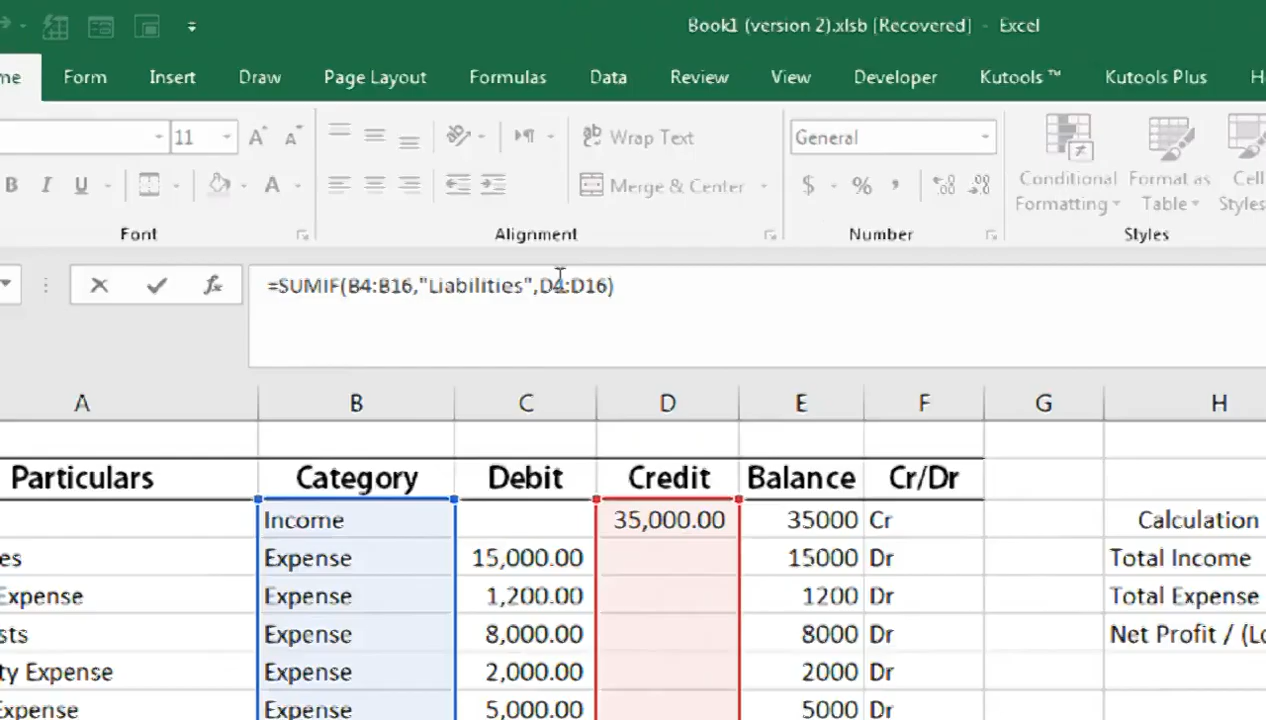 Book1 (version 2).xlsb [Recovered] - Excel
me Form Insert Draw Page Layout Formulas Data Review View Developer Kutools ™ Kutools Plus H
11 A A Wrap Text General
B I U A Merge & Center $ % , Conditional Formatting Format as Table Cell Styles
Font Alignment Number Styles
=SUMIF(B4:B16,"Liabilities",D4:D16)
A B C D E F G H
Particulars Category Debit Credit Balance Cr/Dr
Income 35,000.00 35000 Cr Calculation
es Expense 15,000.00 15000 Dr Total Income
Expense Expense 1,200.00 1200 Dr Total Expense
sts Expense 8,000.00 8000 Dr Net Profit / (Lo
ty Expense Expense 2,000.00 2000 Dr
Expense Expense 5,000.00 5000 Dr